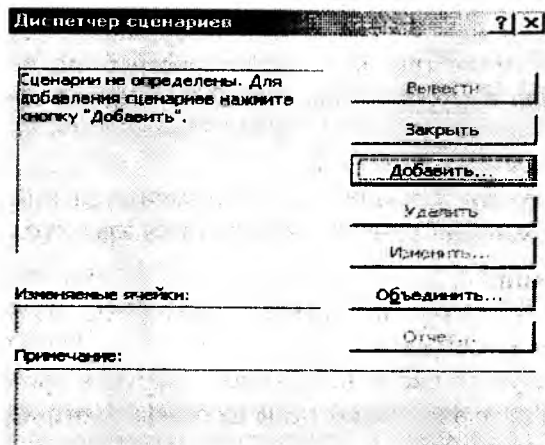 Диспетчер сценариев
Сценарии не определены. Для
добавления сценариев нажмите
кнопку "Добавить".
Вывести
Закрыть
Добавить...
Удалить
Изменить...
Изменяемые ячейки:
Объединить...
Отчет...
Примечание: